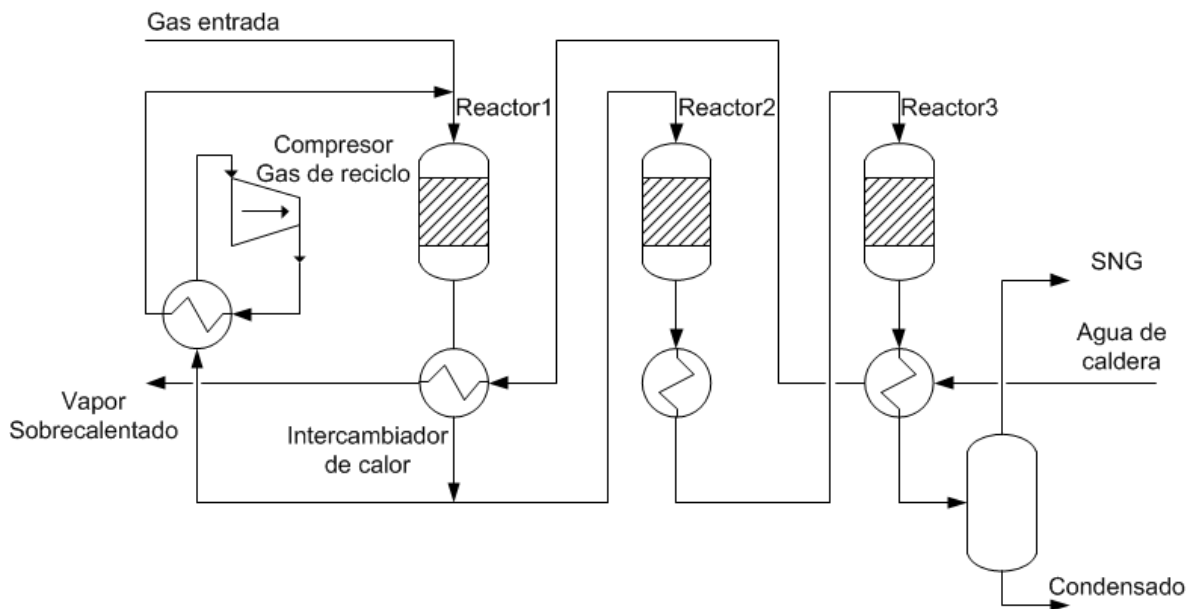 Gas entrada
Reactor1
Reactor2
Reactor3
Compresor
Gas de reciclo
SNG
Agua de
caldera
Vapor
Sobrecalentado
Intercambiador
de calor
Condensado